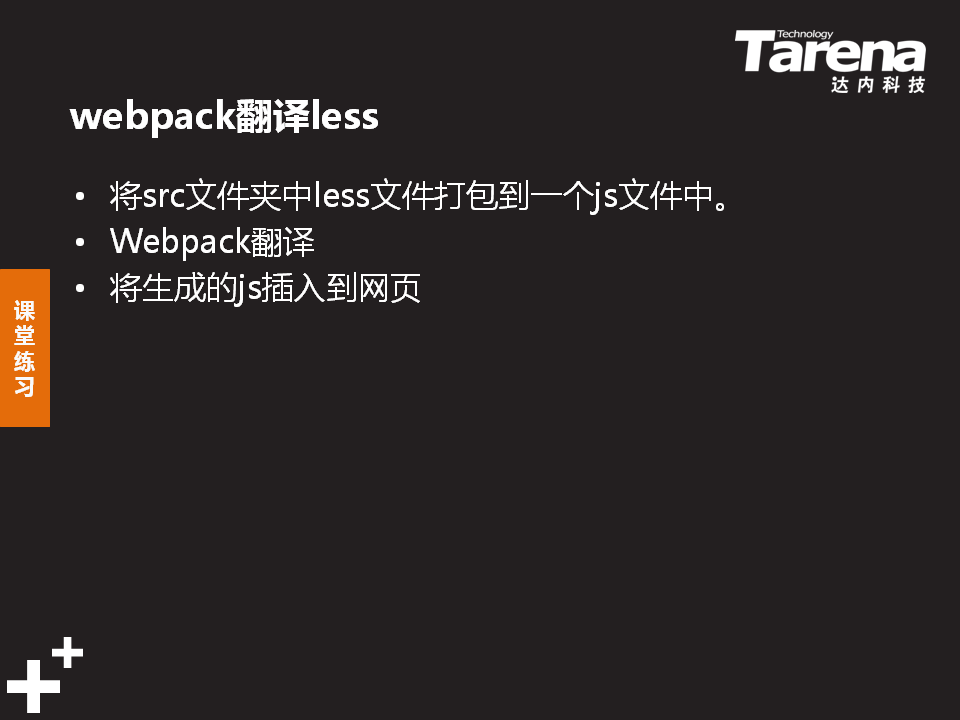 Technology
Tarena
达内科技
webpack翻译less
• 将src文件夹中less文件打包到一个js文件中。
• Webpack翻译
• 将生成的js插入到网页
课
堂
练
习